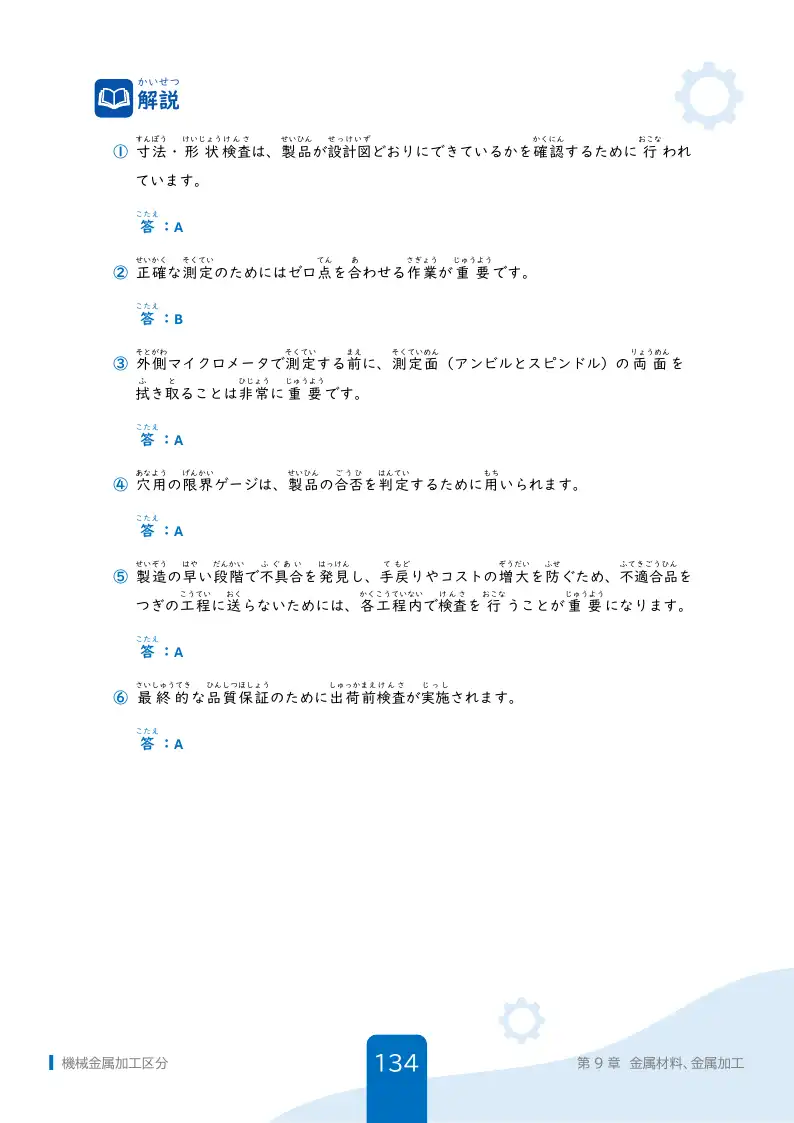 かいせつ
解説
すんぽう けいじょうけんさ せいひん せっけいず かくにん おこな
① 寸法・形状検査は、製品が設計図どおりにできているかを確認するために行われ
ています。
こたえ
答：A
せいかく そくてい てん あ さぎょう じゅうよう
② 正確な測定のためにはゼロ点を合わせる作業が重要です。
こたえ
答：B
そとがわ そくてい まえ そくていめん りょうめん
③ 外側マイクロメータで測定する前に、測定面（アンビルとスピンドル）の両面を
ふ と ひじょう じゅうよう
拭き取ることは非常に重要です。
こたえ
答：A
あなよう げんかい せいひん ごうひ はんてい もち
④ 穴用の限界ゲージは、製品の合否を判定するために用いられます。
こたえ
答：A
せいぞう はや だんかい ふぐあい はっけん てもど ぞうだい ふせ ふてきごうひん
⑤ 製造の早い段階で不具合を発見し、手戻りやコストの増大を防ぐため、不適合品を
こうてい おく かくこうていない けんさ おこな じゅうよう
つぎの工程に送らないためには、各工程内で検査を行うことが重要になります。
こたえ
答：A
さいしゅうてき ひんしつほしょう しゅっかまえけんさ じっし
⑥ 最終的な品質保証のために出荷前検査が実施されます。
こたえ
答：A
機械金属加工区分
134
第9章 金属材料、金属加工